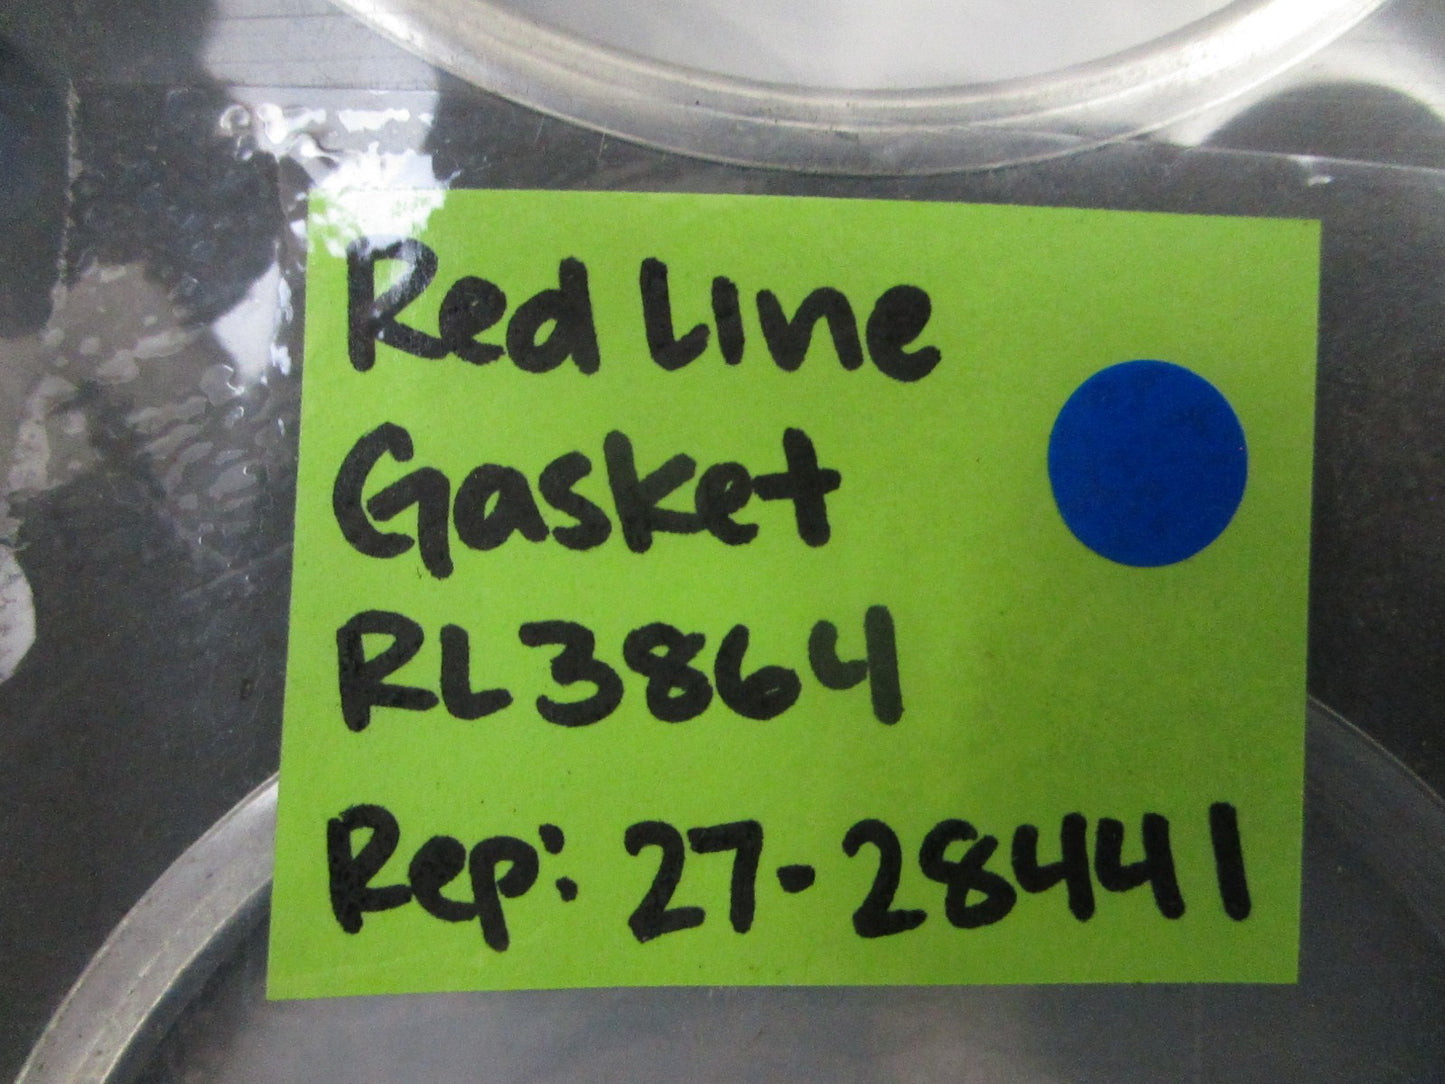 Red Line
Gasket
RL3864
Rep: 27-28441